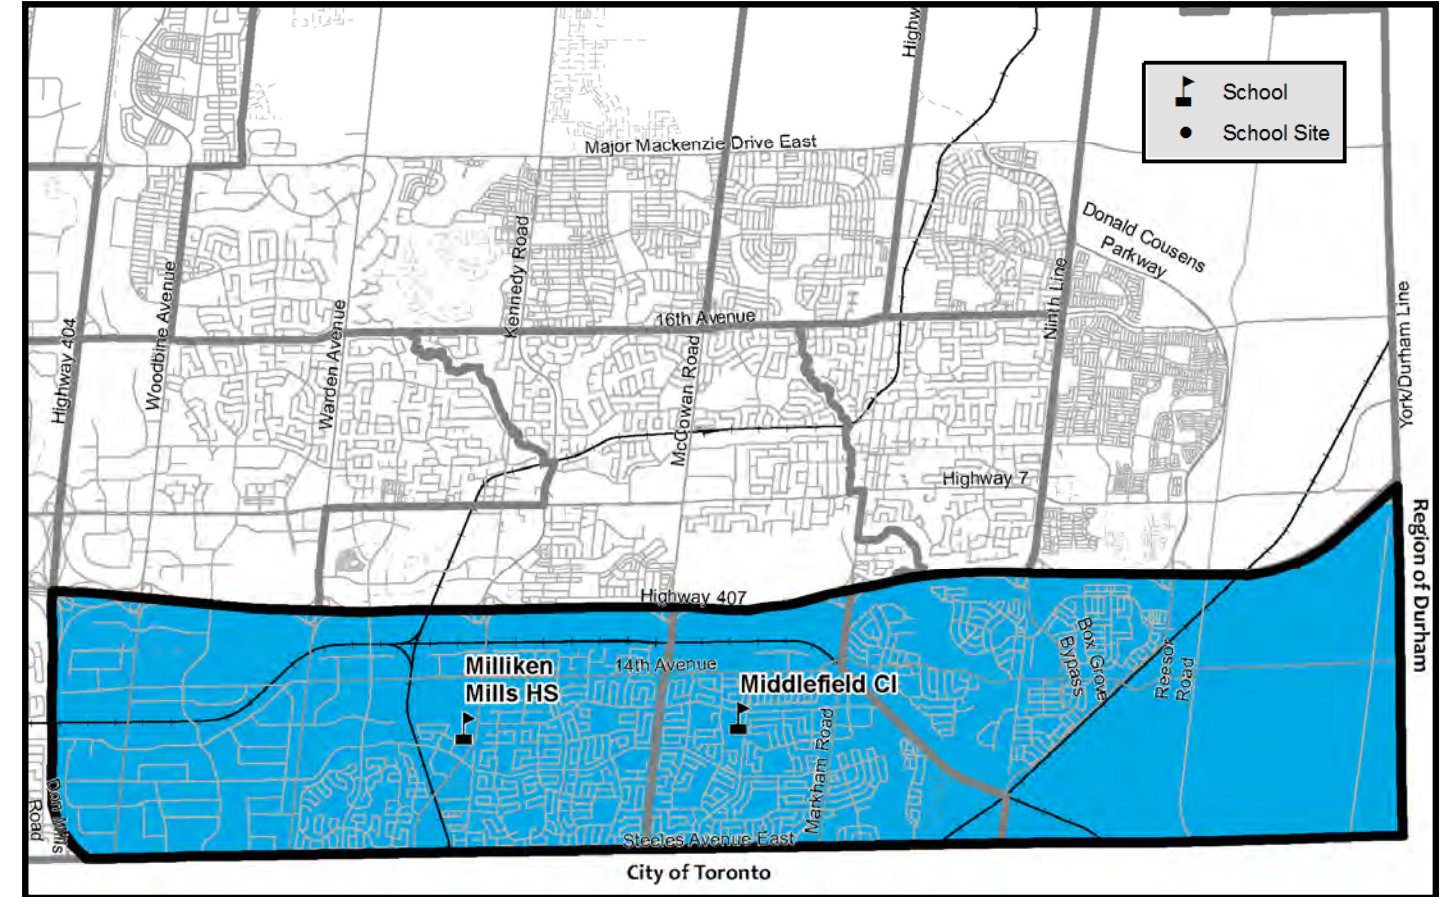 Highw
School
School Site
Major Mackenzie Drive East
Donald Cousens
Parkway
Kennedy Road
Woodbine Avenue
Ninth Line
York/Durham Line
Highway 404
Warden Avenue
16th Avenue
McCowan Road
Highway 7
Region of Durham
Highway 407
14th Avenue
Milliken
Mills HS
Middlefield CI
Box Grove
Bypass
Reesor
Road
Markham Road
Don Mills
Road
Steeles Avenue East
City of Toronto